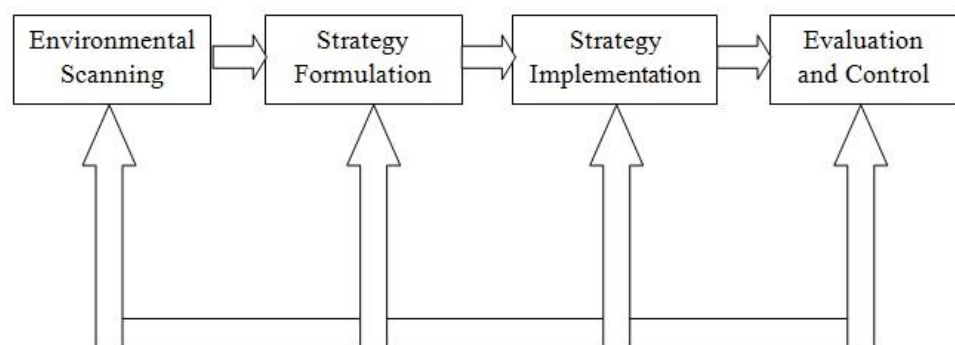 Environmental
Scanning
Strategy
Formulation
Strategy
Implementation
Evaluation
and Control